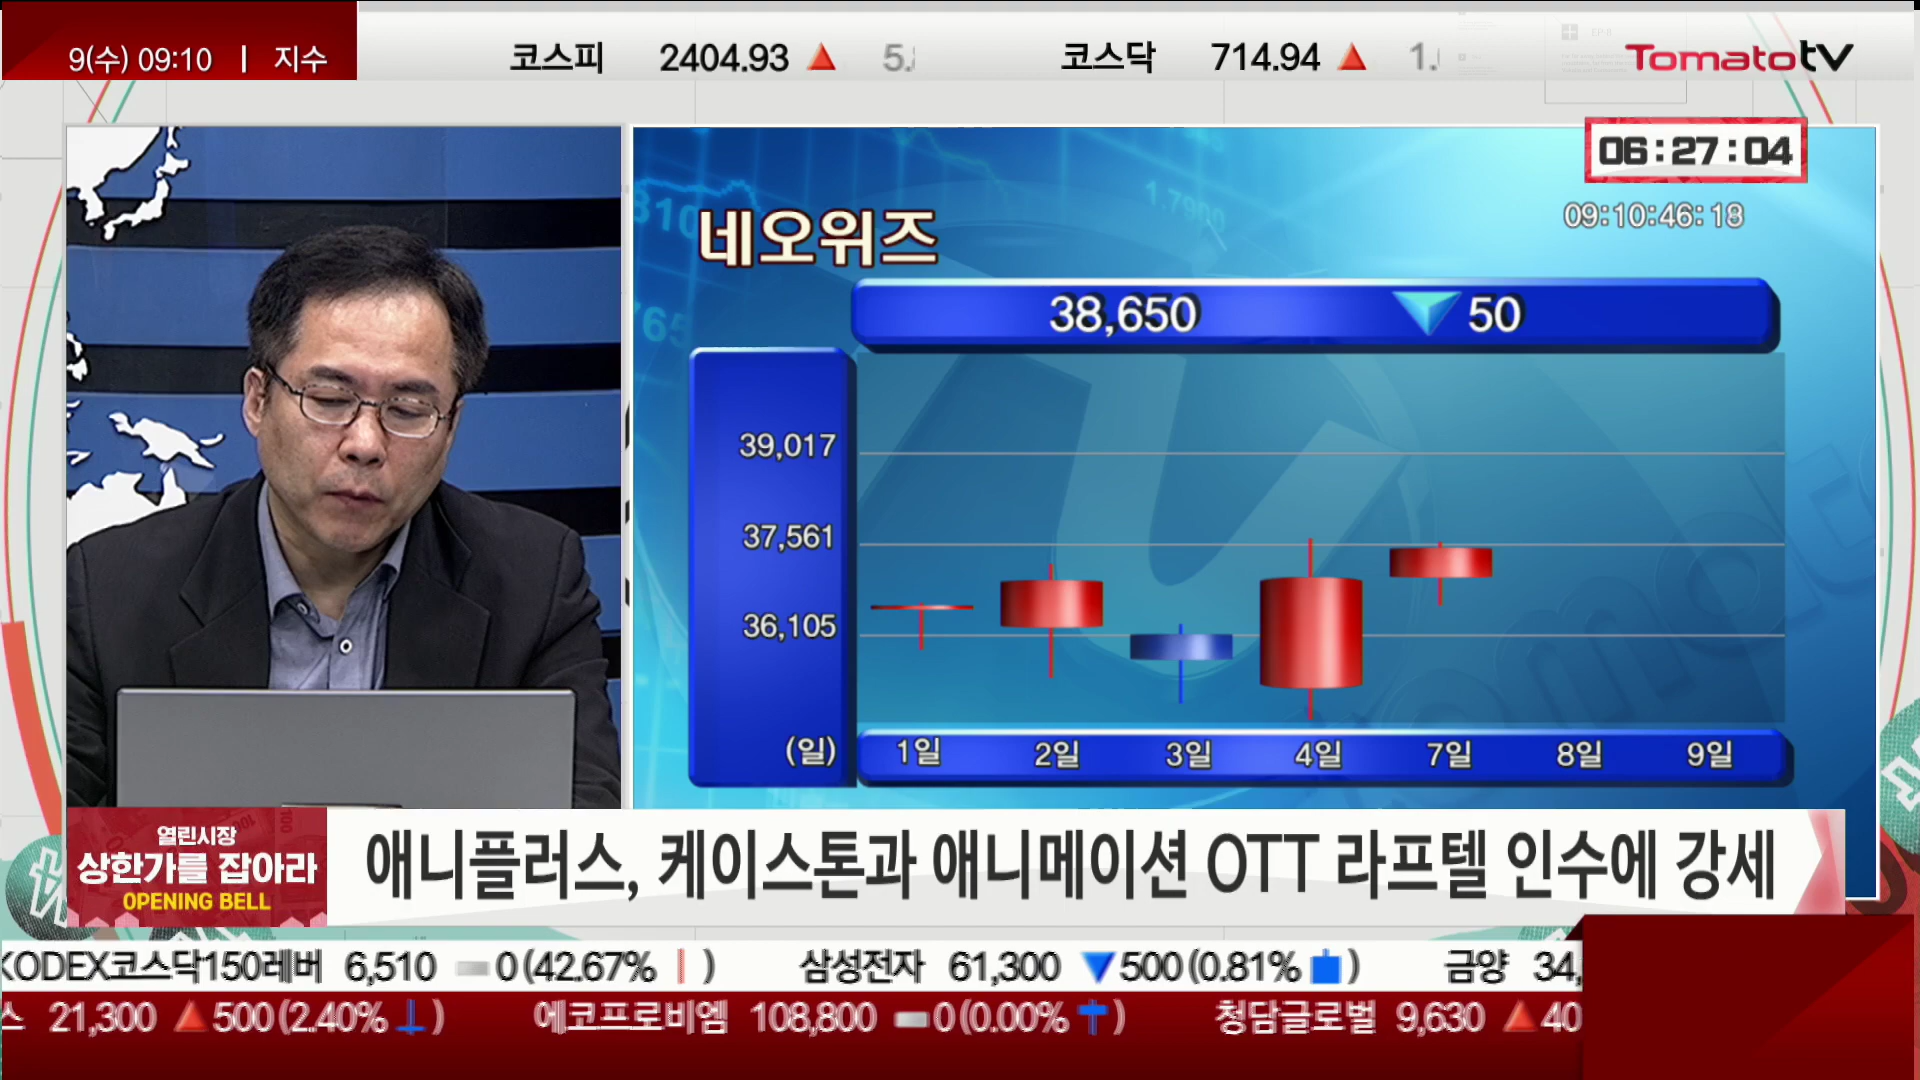 9(수) 09:10 | 지수 코스피 2404.93 ▲ 5. 코스닥 714.94 ▲ 1. Tomatotv
06:27:04
09:10:46:18
네오위즈
38,650 ▼ 50
39,017
37,561
36,105
(일) 1일 2일 3일 4일 7일 8일 9일
열린시장
상한가를 잡아라
OPENING BELL
애니플러스, 케이스톤과 애니메이션 OTT 라프텔 인수에 강세
KODEX코스닥150레버 6,510 0(42.67% ) 삼성전자 61,300 ▼500(0.81% ) 금양 34,
스 21,300 ▲500(2.40% ) 에코프로비엠 108,800 0(0.00% ) 청담글로벌 9,630 ▲40